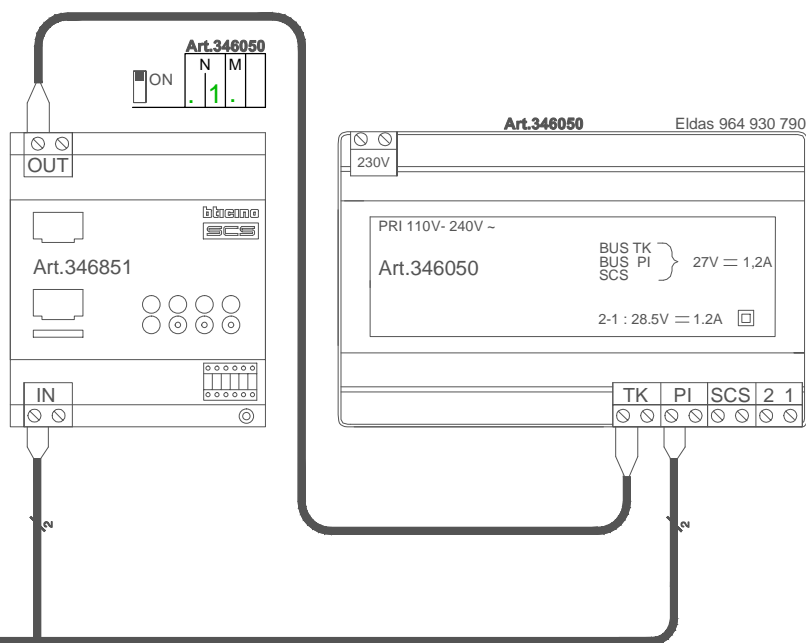 Art.346050
ON
N M
. 1 .
OUT
bticino
SCS
Art.346851
IN
2
Art.346050 Eldas 964 930 790
230V
PRI 110V- 240V ~
Art.346050
BUS TK
BUS PI
SCS
27V = 1,2A
2-1 : 28.5V = 1.2A
TK PI SCS 2 1
2